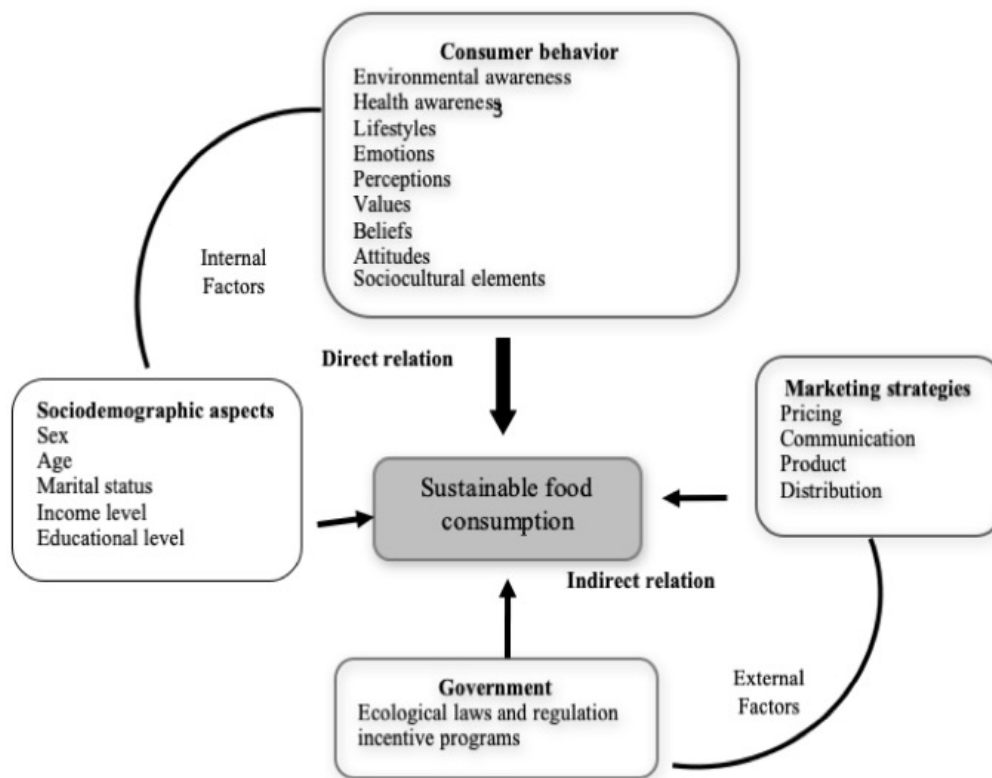 Consumer behavior
Environmental awareness
Health awareness
3
Lifestyles
Emotions
Perceptions
Values
Beliefs
Attitudes
Sociocultural elements
Internal
Factors
Direct relation
Sociodemographic aspects
Sex
Age
Marital status
Income level
Educational level
Sustainable food
consumption
Marketing strategies
Pricing
Communication
Product
Distribution
Indirect relation
Government
Ecological laws and regulation
incentive programs
External
Factors